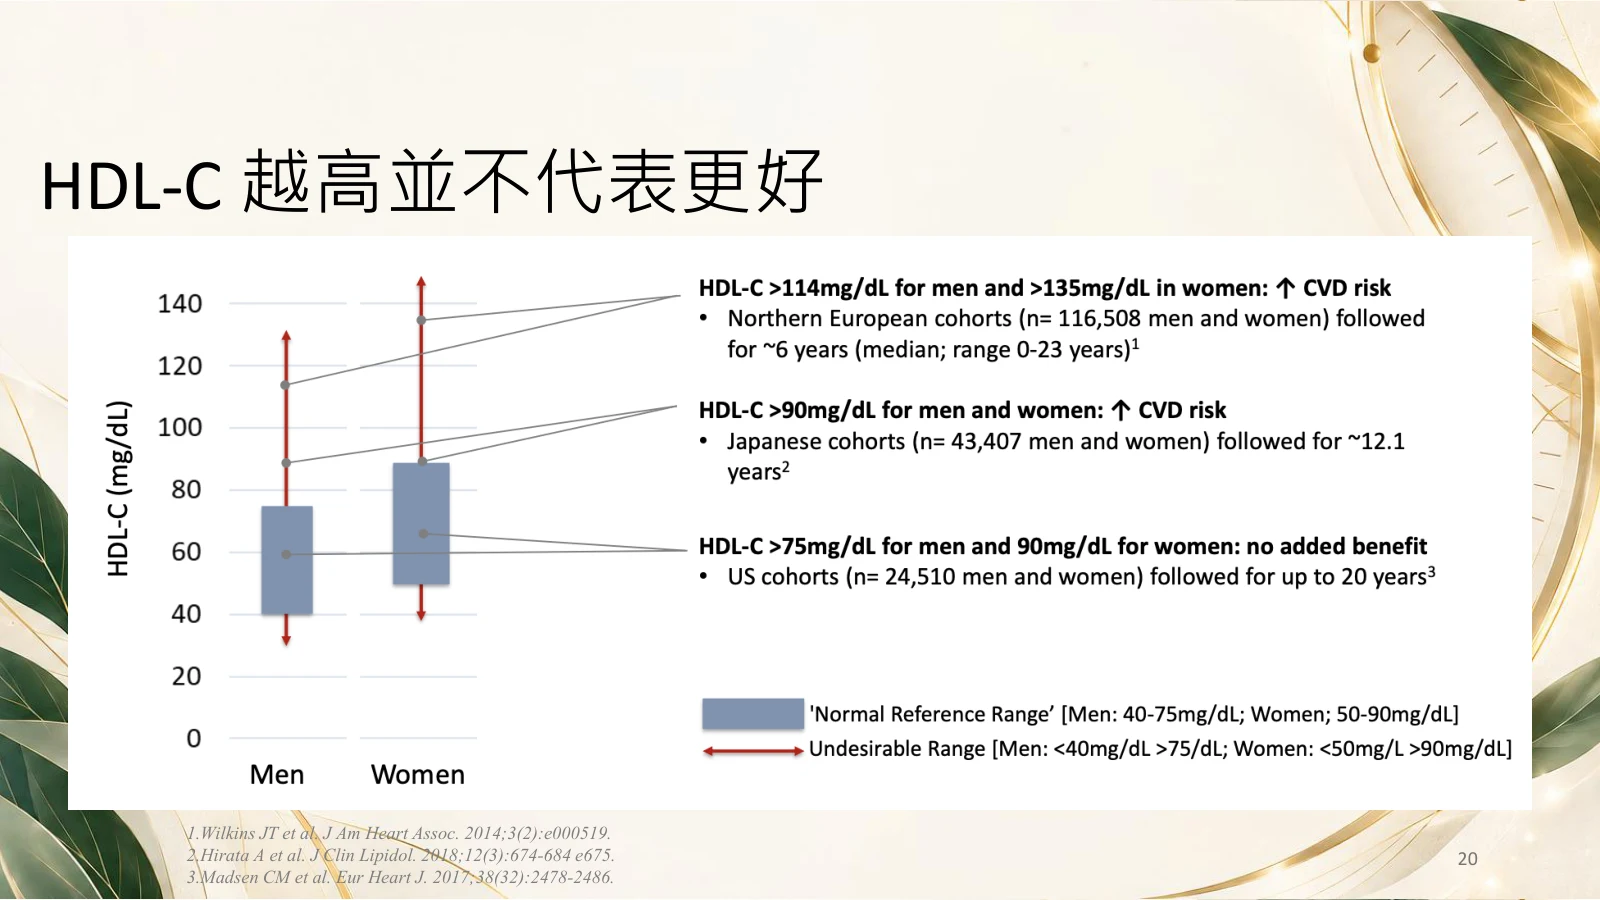 HDL-C 越高並不代表更好
140
120
100
80
60
40
20
0
HDL-C (mg/dL)
Men
Women
HDL-C >114mg/dL for men and >135mg/dL in women: ↑ CVD risk
• Northern European cohorts (n= 116,508 men and women) followed
for ~6 years (median; range 0-23 years)1
HDL-C >90mg/dL for men and women: ↑ CVD risk
• Japanese cohorts (n= 43,407 men and women) followed for ~12.1
years2
HDL-C >75mg/dL for men and 90mg/dL for women: no added benefit
• US cohorts (n= 24,510 men and women) followed for up to 20 years3
'Normal Reference Range’ [Men: 40-75mg/dL; Women; 50-90mg/dL]
Undesirable Range [Men: <40mg/dL >75/dL; Women: <50mg/L >90mg/dL]
1.Wilkins JT et al. J Am Heart Assoc. 2014;3(2):e000519.
2.Hirata A et al. J Clin Lipidol. 2018;12(3):674-684 e675.
3.Madsen CM et al. Eur Heart J. 2017;38(32):2478-2486.
20